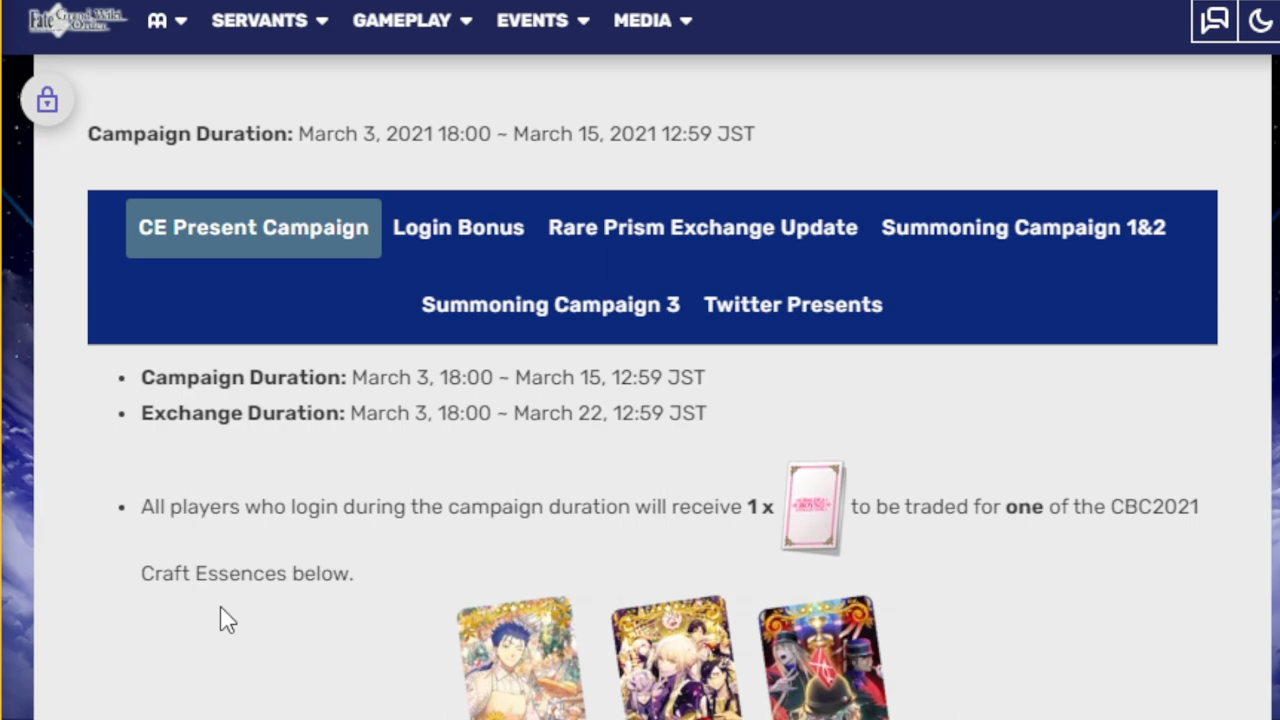 Fate Grand Order Wiki
SERVANTS GAMEPLAY EVENTS MEDIA
Campaign Duration: March 3, 2021 18:00 ~ March 15, 2021 12:59 JST
CE Present Campaign Login Bonus Rare Prism Exchange Update Summoning Campaign 1&2
Summoning Campaign 3 Twitter Presents
• Campaign Duration: March 3, 18:00 ~ March 15, 12:59 JST
• Exchange Duration: March 3, 18:00 ~ March 22, 12:59 JST
• All players who login during the campaign duration will receive 1 x to be traded for one of the CBC2021
Craft Essences below.